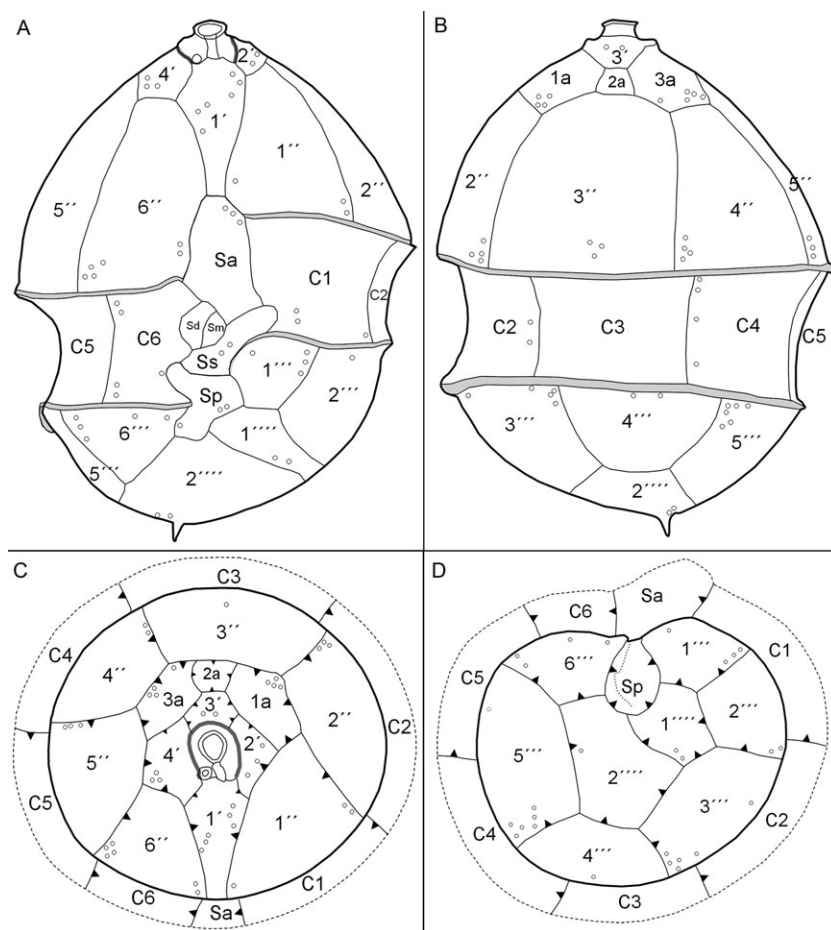 A
2′
4′
1′
1′′
2′′
5′′
6′′
Sa
C1
C2
Sd
Sm
C5
C6
Ss
1′′′
2′′′
Sp
6′′′
1′′′′
5′′′
2′′′′
B
3′
1a
2a
3a
2′′
3′′
4′′
5′′
C2
C3
C4
C5
3′′′
4′′′
5′′′
2′′′′
C
C3
3′′
C4
4′′
2a
3a
1a
3′
2′′
C2
4′
2′
5′′
C5
1′
1′′
6′′
C6
Sa
C1
D
Sa
C6
C5
6′′′
1′′′
C1
Sp
1′′′′
2′′′
5′′′
2′′′′
3′′′
C4
4′′′
C2
C3